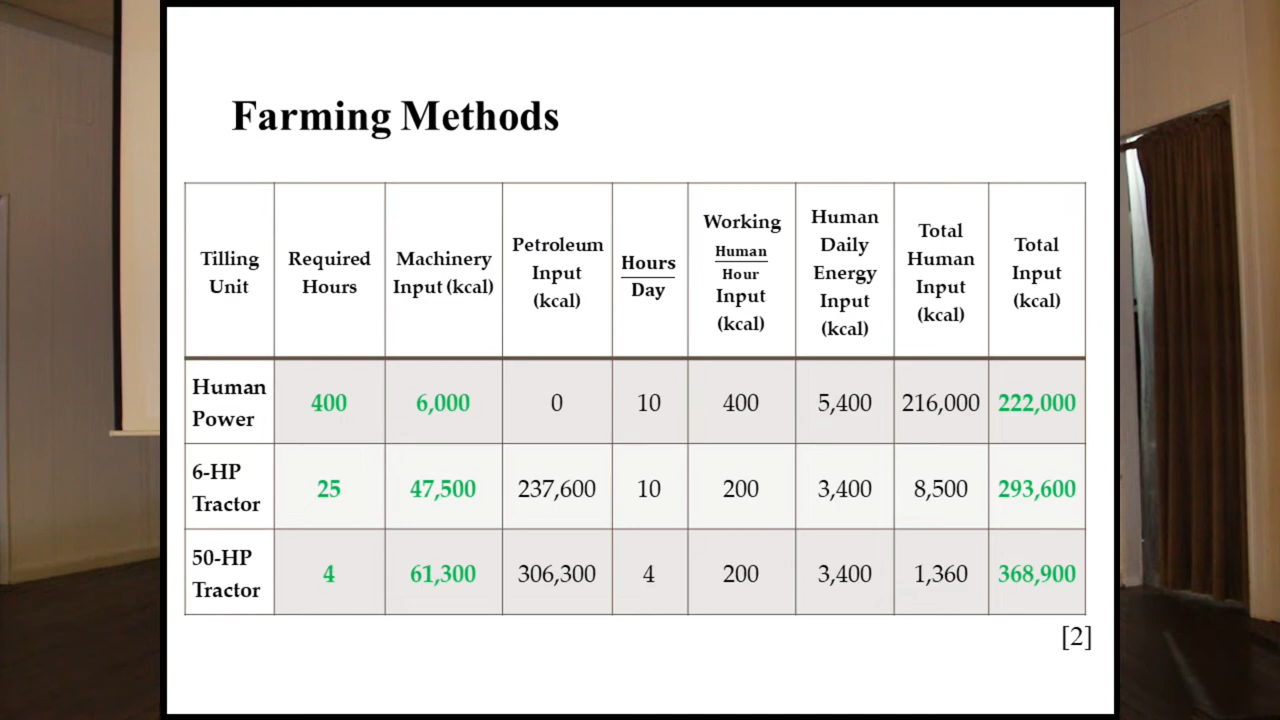 Farming Methods
Tilling
Unit
Required
Hours
Machinery
Input (kcal)
Petroleum
Input
(kcal)
Hours
Day
Working
Human
Hour
Input
(kcal)
Human
Daily
Energy
Input
(kcal)
Total
Human
Input
(kcal)
Total
Input
(kcal)
Human
Power
400
6,000
0
10
400
5,400
216,000
222,000
6-HP
Tractor
25
47,500
237,600
10
200
3,400
8,500
293,600
50-HP
Tractor
4
61,300
306,300
4
200
3,400
1,360
368,900
[2]